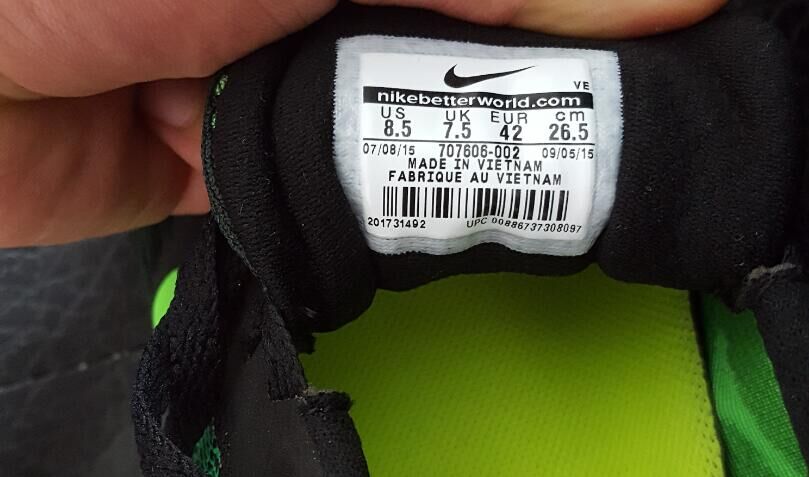 VE
nikebetterworld.com
US UK EUR cm
8.5 7.5 42 26.5
07/08/15 707606-002 09/05/15
MADE IN VIETNAM
FABRIQUE AU VIETNAM
201731492 UPC 00886737308097